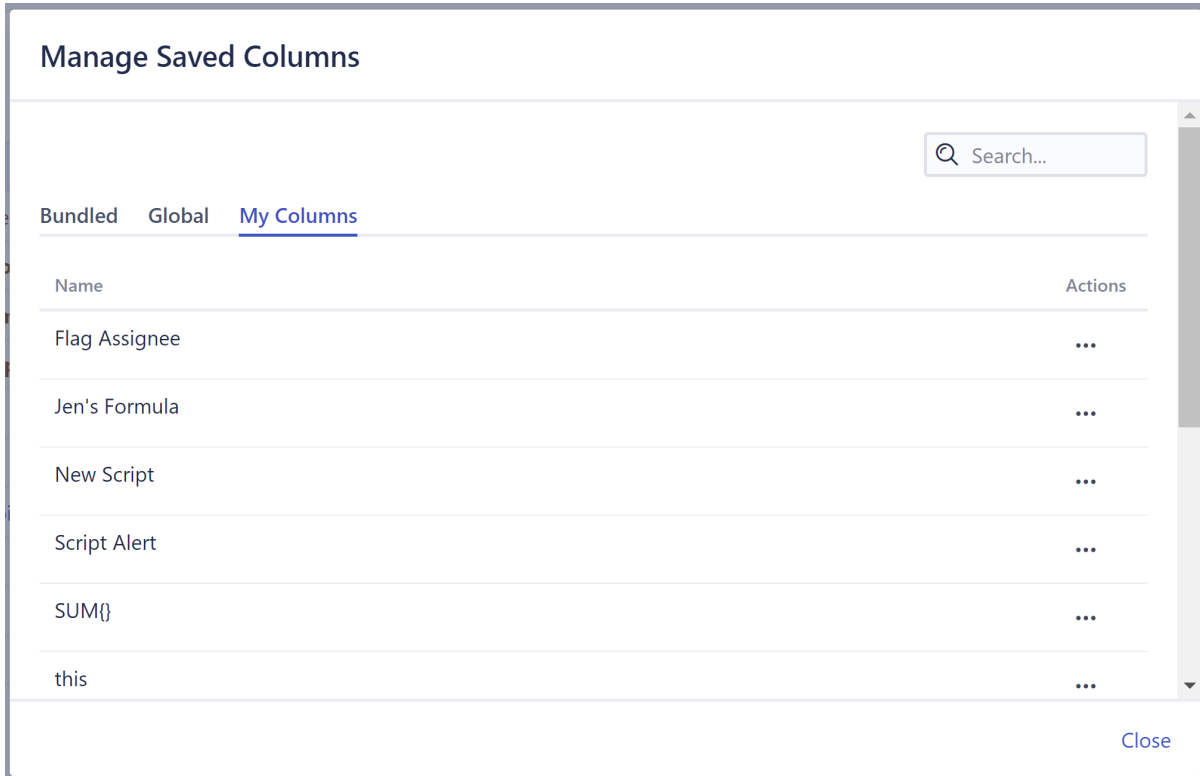 Manage Saved Columns
Search...
Bundled Global My Columns
Name Actions
Flag Assignee
Jen's Formula
New Script
Script Alert
SUM{}
this
Close